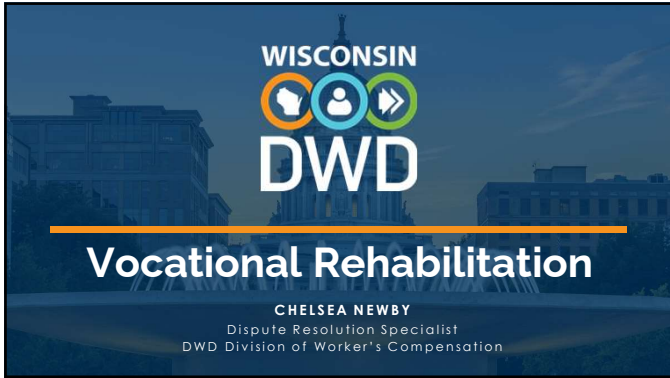 WISCONSIN
DWD
Vocational Rehabilitation
CHELSEA NEWBY
Dispute Resolution Specialist
DWD Division of Worker's Compensation